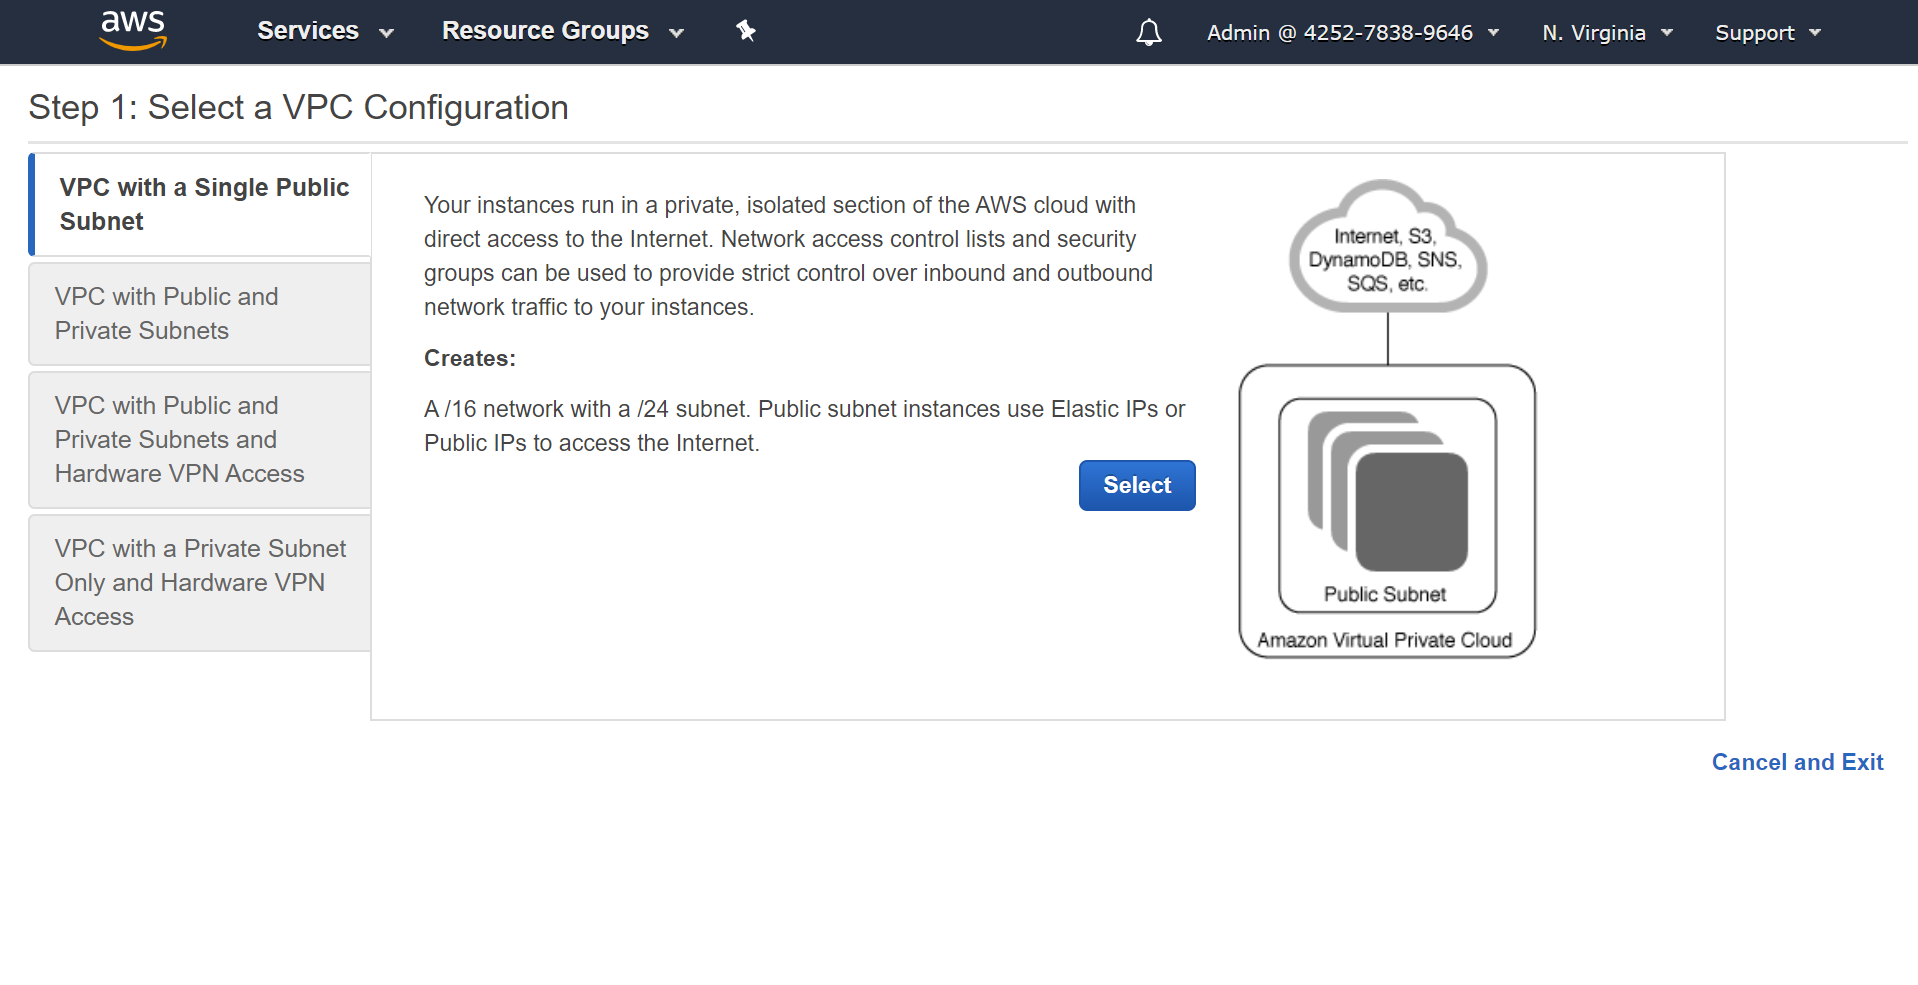 aws
Services
Resource Groups
Admin @ 4252-7838-9646
N. Virginia
Support
Step 1: Select a VPC Configuration
VPC with a Single Public
Subnet
VPC with Public and
Private Subnets
VPC with Public and
Private Subnets and
Hardware VPN Access
VPC with a Private Subnet
Only and Hardware VPN
Access
Your instances run in a private, isolated section of the AWS cloud with
direct access to the Internet. Network access control lists and security
groups can be used to provide strict control over inbound and outbound
network traffic to your instances.
Creates:
A /16 network with a /24 subnet. Public subnet instances use Elastic IPs or
Public IPs to access the Internet.
Select
Internet, S3,
DynamoDB, SNS,
SQS, etc.
Public Subnet
Amazon Virtual Private Cloud
Cancel and Exit